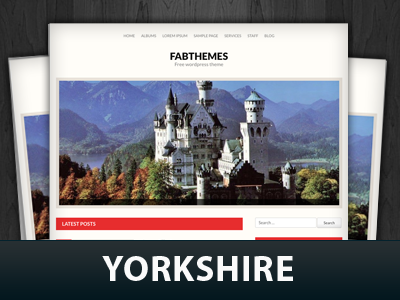 HOME ALBUMS LOREM IPSUM SAMPLE PAGE SERVICES STAFF BLOG
FABTHEMES
Free wordpress theme
LATEST POSTS
Search...
Search
YORKSHIRE